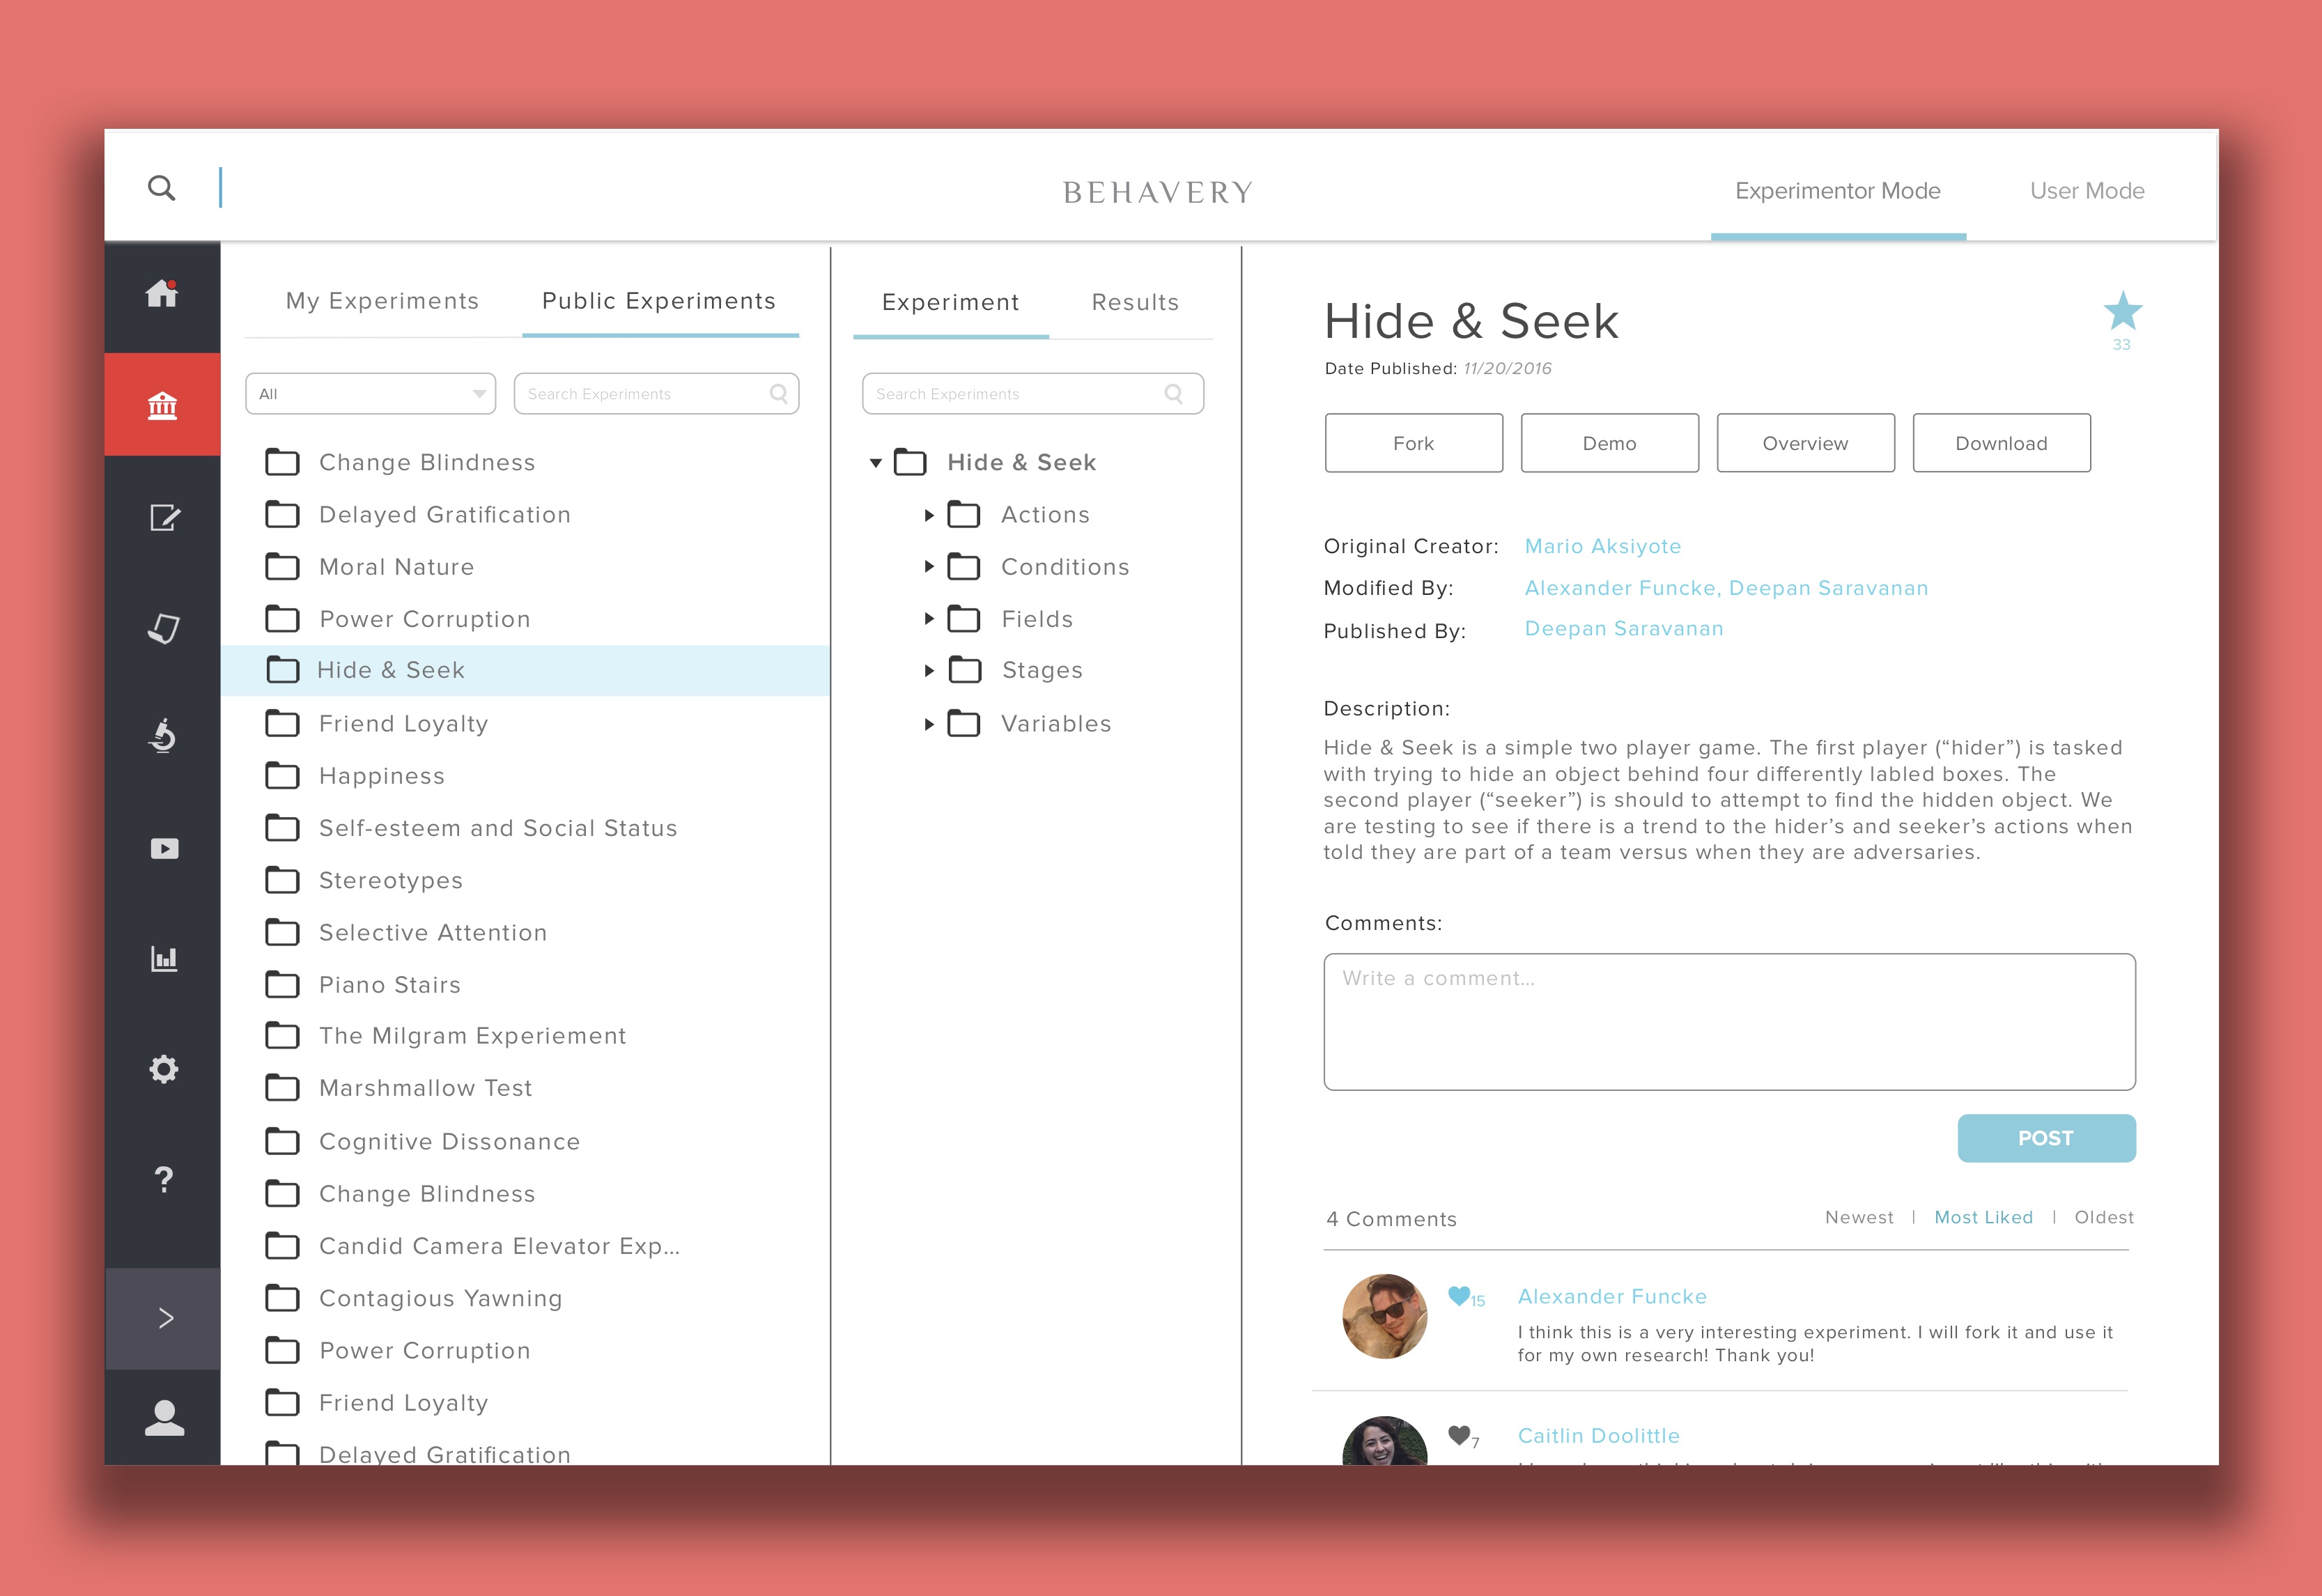 BEHAVERY
Experimentor Mode
User Mode
My Experiments
Public Experiments
All
Search Experiments
Change Blindness
Delayed Gratification
Moral Nature
Power Corruption
Hide & Seek
Friend Loyalty
Happiness
Self-esteem and Social Status
Stereotypes
Selective Attention
Piano Stairs
The Milgram Experiement
Marshmallow Test
Cognitive Dissonance
Change Blindness
Candid Camera Elevator Exp...
Contagious Yawning
Power Corruption
Friend Loyalty
Delayed Gratification
Experiment
Results
Search Experiments
Hide & Seek
Actions
Conditions
Fields
Stages
Variables
Hide & Seek
33
Date Published: 11/20/2016
Fork
Demo
Overview
Download
Original Creator: Mario Aksiyote
Modified By: Alexander Funcke, Deepan Saravanan
Published By: Deepan Saravanan
Description:
Hide & Seek is a simple two player game. The first player (“hider”) is tasked
with trying to hide an object behind four differently labled boxes. The
second player (“seeker”) is should to attempt to find the hidden object. We
are testing to see if there is a trend to the hider’s and seeker’s actions when
told they are part of a team versus when they are adversaries.
Comments:
Write a comment...
POST
4 Comments
Newest | Most Liked | Oldest
15
Alexander Funcke
I think this is a very interesting experiment. I will fork it and use it
for my own research! Thank you!
7
Caitlin Doolittle